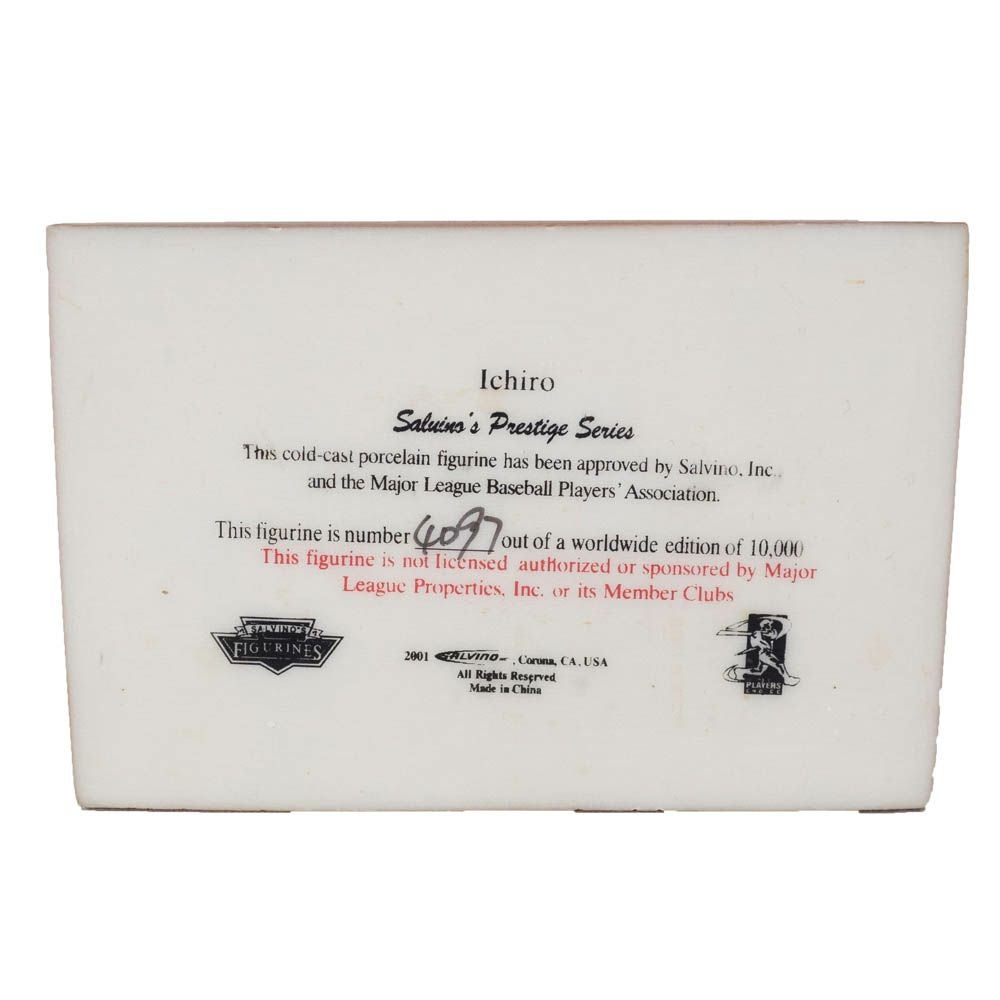 Ichiro
Salvino's Prestige Series
This cold-cast porcelain figurine has been approved by Salvino, Inc.,
and the Major League Baseball Players' Association.
This figurine is number 4097 out of a worldwide edition of 10,000
This figurine is not licensed authorized or sponsored by Major
League Properties, Inc. or its Member Clubs
SALVINO'S
FIGURINES
2001 SALVINO , Corona, CA, USA
All Rights Reserved
Made in China
PLAYERS
CHOICE